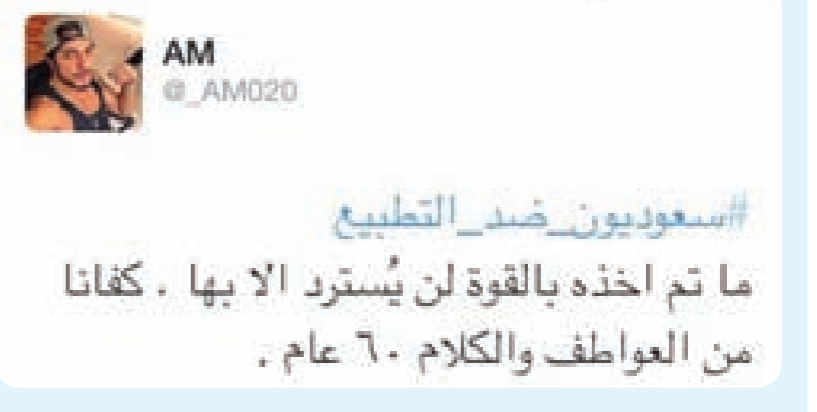 AM
@_AM020
#سعوديون_ضد_التطبيع
ما تم اخذه بالقوة لن يُسترد الا بها . كفانا
من العواطف والكلام ٦٠ عام .